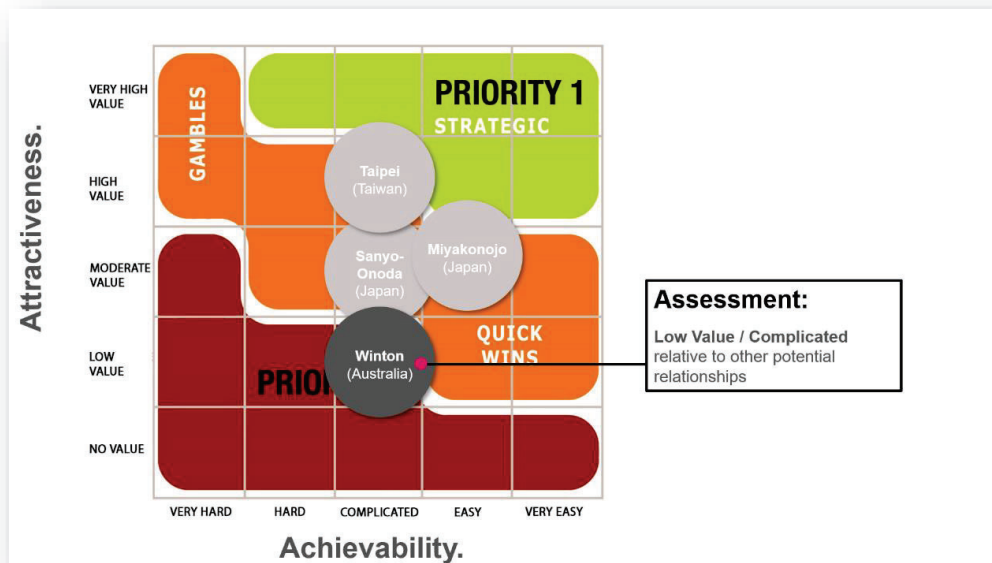 Attractiveness.
VERY HIGH
VALUE
HIGH
VALUE
MODERATE
VALUE
LOW
VALUE
NO VALUE
GAMBLES
PRIORITY 1
STRATEGIC
Taipei
(Taiwan)
Sanyo-
Onoda
(Japan)
Miyakonojo
(Japan)
QUICK
WINS
Winton
(Australia)
Assessment:
Low Value / Complicated
relative to other potential
relationships
VERY HARD
HARD
COMPLICATED
EASY
VERY EASY
Achievability.